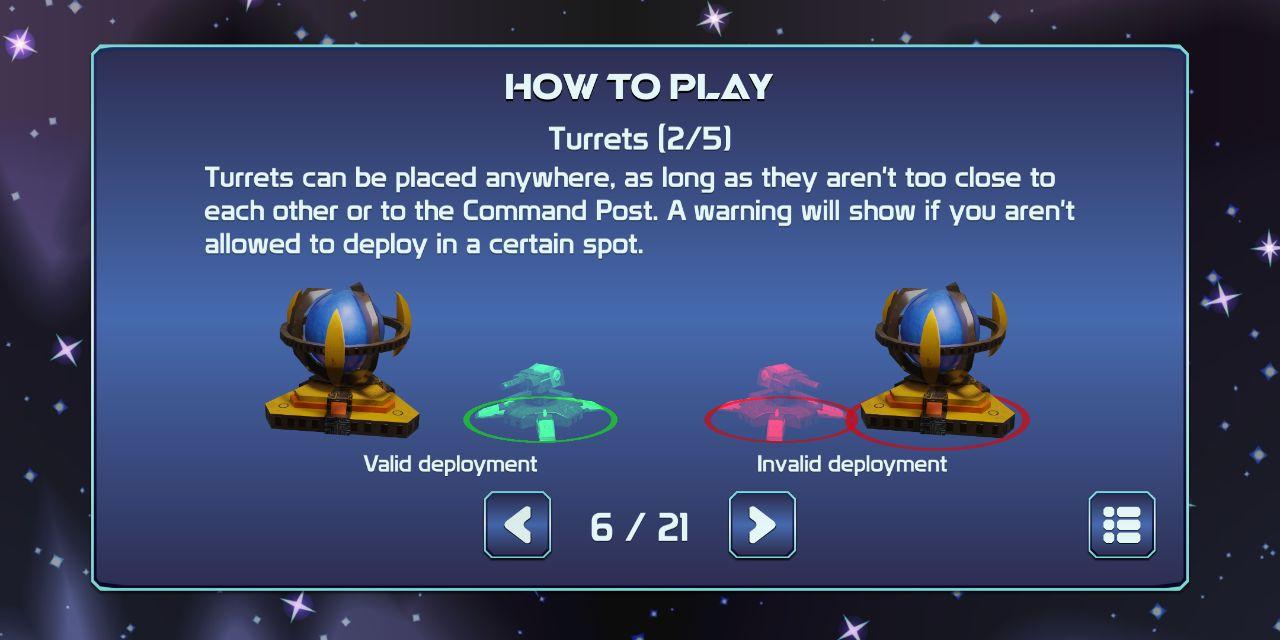 HOW TO PLAY
Turrets (2/5)
Turrets can be placed anywhere, as long as they aren't too close to
each other or to the Command Post. A warning will show if you aren't
allowed to deploy in a certain spot.
Valid deployment
Invalid deployment
6 / 21